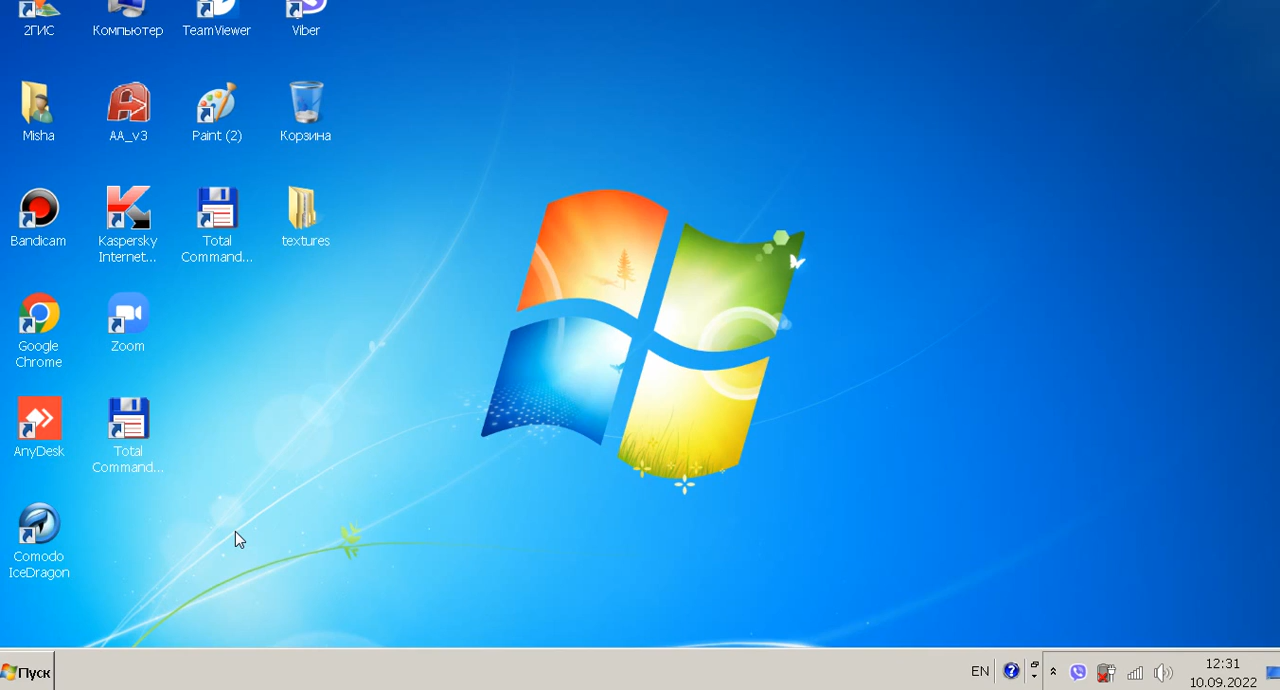 2ГИС
Компьютер
TeamViewer
Viber
Misha
AA_v3
Paint (2)
Корзина
Bandicam
Kaspersky
Internet...
Total
Command...
textures
Google
Chrome
Zoom
AnyDesk
Total
Command...
Comodo
IceDragon
Пуск
EN
12:31
10.09.2022